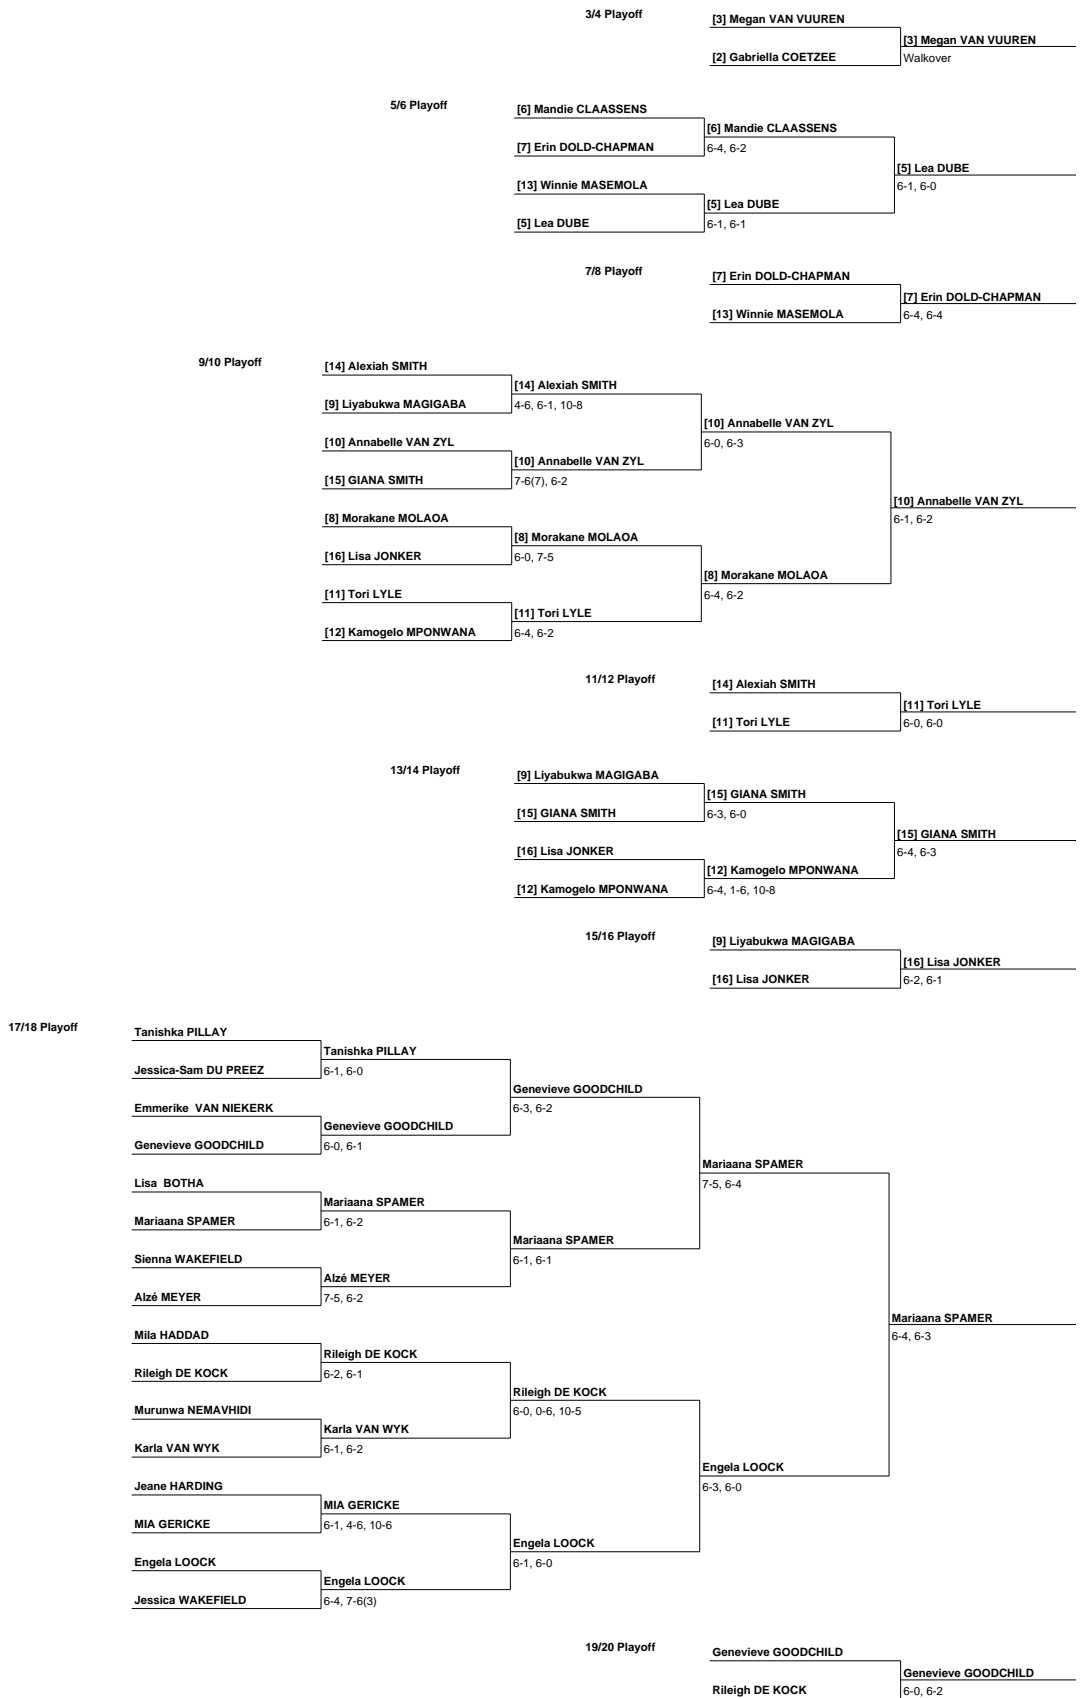 3/4 Playoff
[3] Megan VAN VUUREN
[3] Megan VAN VUUREN
[2] Gabriella COETZEE
Walkover
5/6 Playoff
[6] Mandie CLAASSENS
[6] Mandie CLAASSENS
[7] Erin DOLD-CHAPMAN
6-4, 6-2
[5] Lea DUBE
6-1, 6-0
[13] Winnie MASEMOLA
[5] Lea DUBE
[5] Lea DUBE
6-1, 6-1
7/8 Playoff
[7] Erin DOLD-CHAPMAN
[7] Erin DOLD-CHAPMAN
[13] Winnie MASEMOLA
6-4, 6-4
9/10 Playoff
[14] Alexiah SMITH
[14] Alexiah SMITH
[9] Liyabukwa MAGIGABA
4-6, 6-1, 10-8
[10] Annabelle VAN ZYL
6-0, 6-3
[10] Annabelle VAN ZYL
[10] Annabelle VAN ZYL
[15] GIANA SMITH
7-6(7), 6-2
[10] Annabelle VAN ZYL
6-1, 6-2
[8] Morakane MOLAOA
[8] Morakane MOLAOA
[16] Lisa JONKER
6-0, 7-5
[8] Morakane MOLAOA
6-4, 6-2
[11] Tori LYLE
[11] Tori LYLE
[12] Kamogelo MPONWANA
6-4, 6-2
11/12 Playoff
[14] Alexiah SMITH
[11] Tori LYLE
[11] Tori LYLE
6-0, 6-0
13/14 Playoff
[9] Liyabukwa MAGIGABA
[15] GIANA SMITH
[15] GIANA SMITH
6-3, 6-0
[15] GIANA SMITH
6-4, 6-3
[16] Lisa JONKER
[12] Kamogelo MPONWANA
[12] Kamogelo MPONWANA
6-4, 1-6, 10-8
15/16 Playoff
[9] Liyabukwa MAGIGABA
[16] Lisa JONKER
[16] Lisa JONKER
6-2, 6-1
17/18 Playoff
Tanishka PILLAY
Tanishka PILLAY
Jessica-Sam DU PREEZ
6-1, 6-0
Genevieve GOODCHILD
6-3, 6-2
Emmerike  VAN NIEKERK
Genevieve GOODCHILD
Genevieve GOODCHILD
6-0, 6-1
Mariaana SPAMER
7-5, 6-4
Lisa  BOTHA
Mariaana SPAMER
Mariaana SPAMER
6-1, 6-2
Mariaana SPAMER
6-1, 6-1
Sienna WAKEFIELD
Alzé MEYER
Alzé MEYER
7-5, 6-2
Mariaana SPAMER
6-4, 6-3
Mila HADDAD
Rileigh DE KOCK
Rileigh DE KOCK
6-2, 6-1
Rileigh DE KOCK
6-0, 0-6, 10-5
Murunwa NEMAVHIDI
Karla VAN WYK
Karla VAN WYK
6-1, 6-2
Engela LOOCK
6-3, 6-0
Jeane HARDING
MIA GERICKE
MIA GERICKE
6-1, 4-6, 10-6
Engela LOOCK
6-1, 6-0
Engela LOOCK
Engela LOOCK
Jessica WAKEFIELD
6-4, 7-6(3)
19/20 Playoff
Genevieve GOODCHILD
Genevieve GOODCHILD
Rileigh DE KOCK
6-0, 6-2